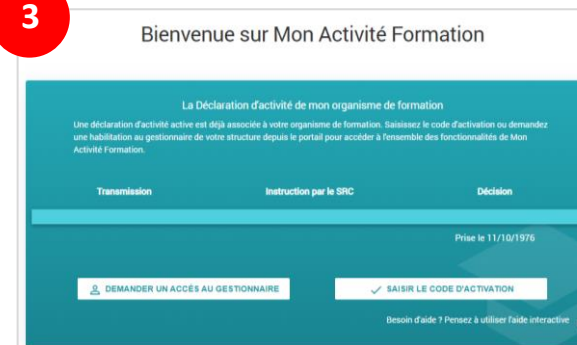 3
Bienvenue sur Mon Activité Formation
La Déclaration d'activité de mon organisme de formation
Une déclaration d'activité active est déjà associée à votre organisme de formation. Saisissez le code d'activation ou demandez
une habilitation au gestionnaire de votre structure depuis le portail pour accéder à l'ensemble des fonctionnalités de Mon
Activité Formation.
Transmission Instruction par le SRC Décision
Prise le 11/10/1976
DEMANDER UN ACCÈS AU GESTIONNAIRE SAISIR LE CODE D'ACTIVATION
Besoin d'aide ? Pensez à utiliser l'aide interactive